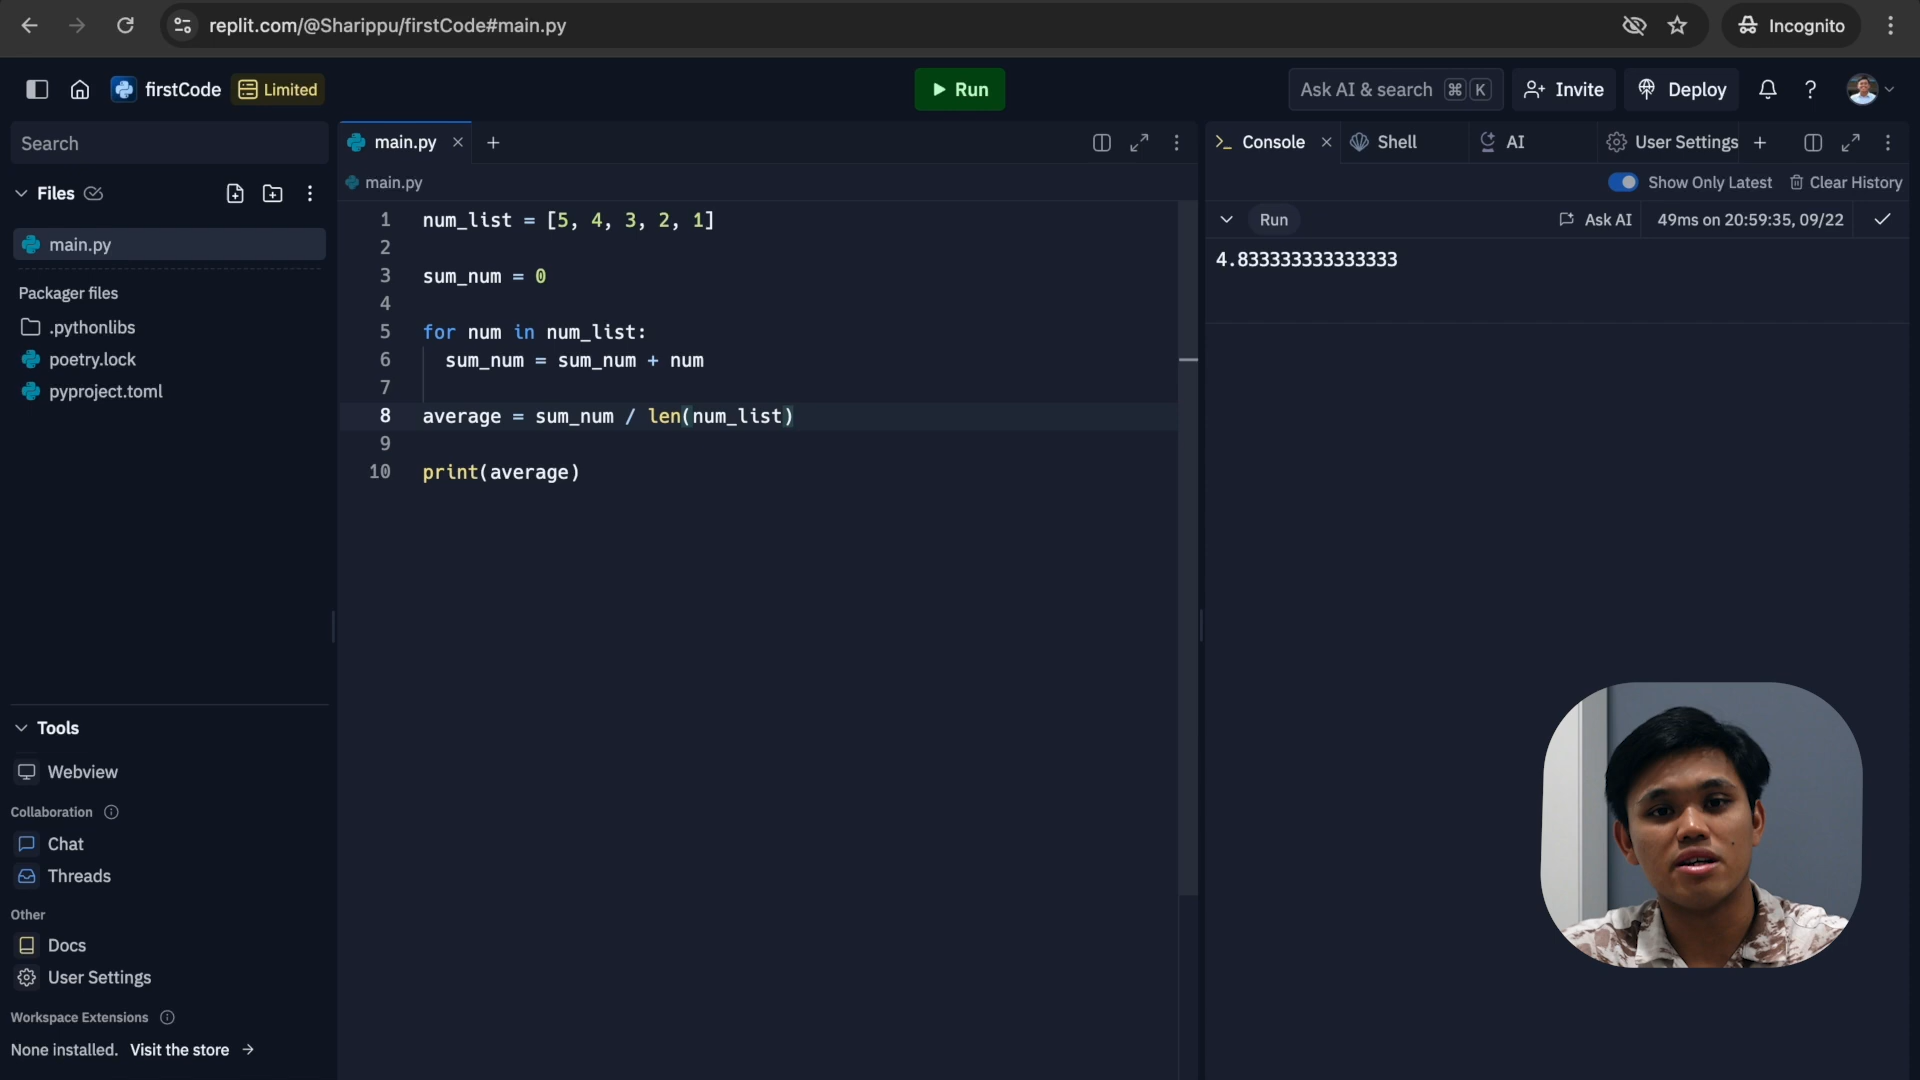 replit.com/@Sharippu/firstCode#main.py
Incognito
firstCode
Limited
Run
Ask AI & search ⌘ K
Invite
Deploy
Search
Files
main.py
Packager files
.pythonlibs
poetry.lock
pyproject.toml
Tools
Webview
Collaboration
Chat
Threads
Other
Docs
User Settings
Workspace Extensions
None installed. Visit the store →
main.py
main.py
1 num_list = [5, 4, 3, 2, 1]
2
3 sum_num = 0
4
5 for num in num_list:
6 sum_num = sum_num + num
7
8 average = sum_num / len(num_list)
9
10 print(average)
Console
Shell
AI
User Settings
Show Only Latest
Clear History
Run
Ask AI
49ms on 20:59:35, 09/22
4.833333333333333